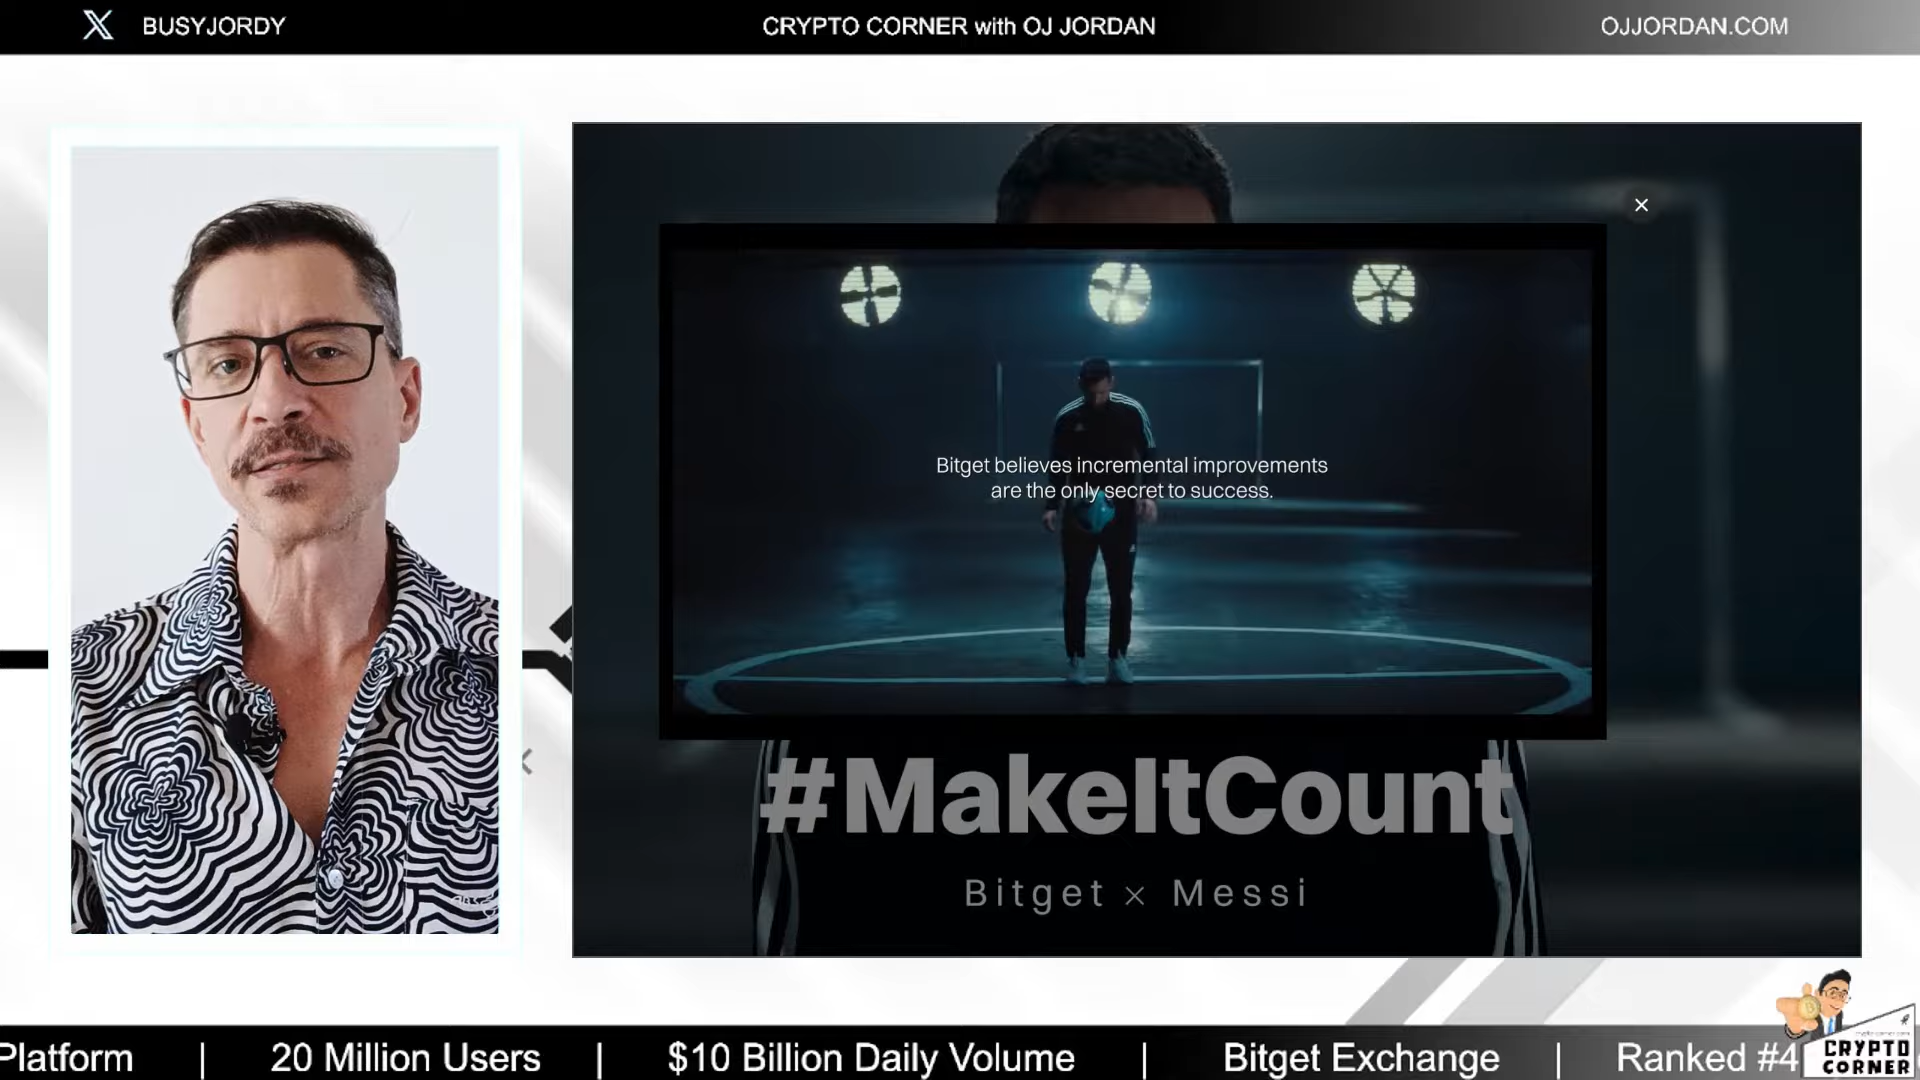 X BUSYJORDY
CRYPTO CORNER with OJ JORDAN
OJJORDAN.COM
Bitget believes incremental improvements
are the only secret to success.
#MakeItCount
Bitget × Messi
Platform | 20 Million Users | $10 Billion Daily Volume | Bitget Exchange | Ranked #4
CRYPTO
CORNER